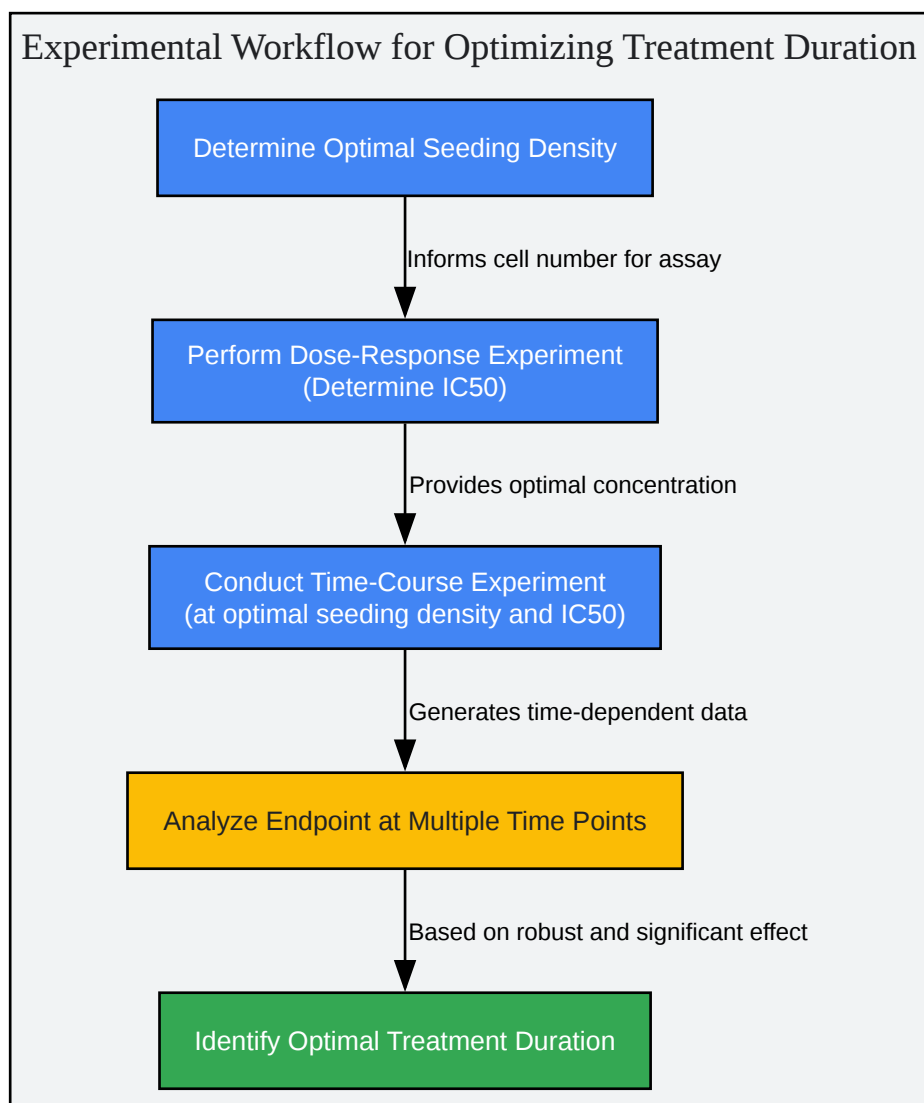 Experimental Workflow for Optimizing Treatment Duration
Determine Optimal Seeding Density
Informs cell number for assay
Perform Dose-Response Experiment
(Determine IC50)
Provides optimal concentration
Conduct Time-Course Experiment
(at optimal seeding density and IC50)
Generates time-dependent data
Analyze Endpoint at Multiple Time Points
Based on robust and significant effect
Identify Optimal Treatment Duration